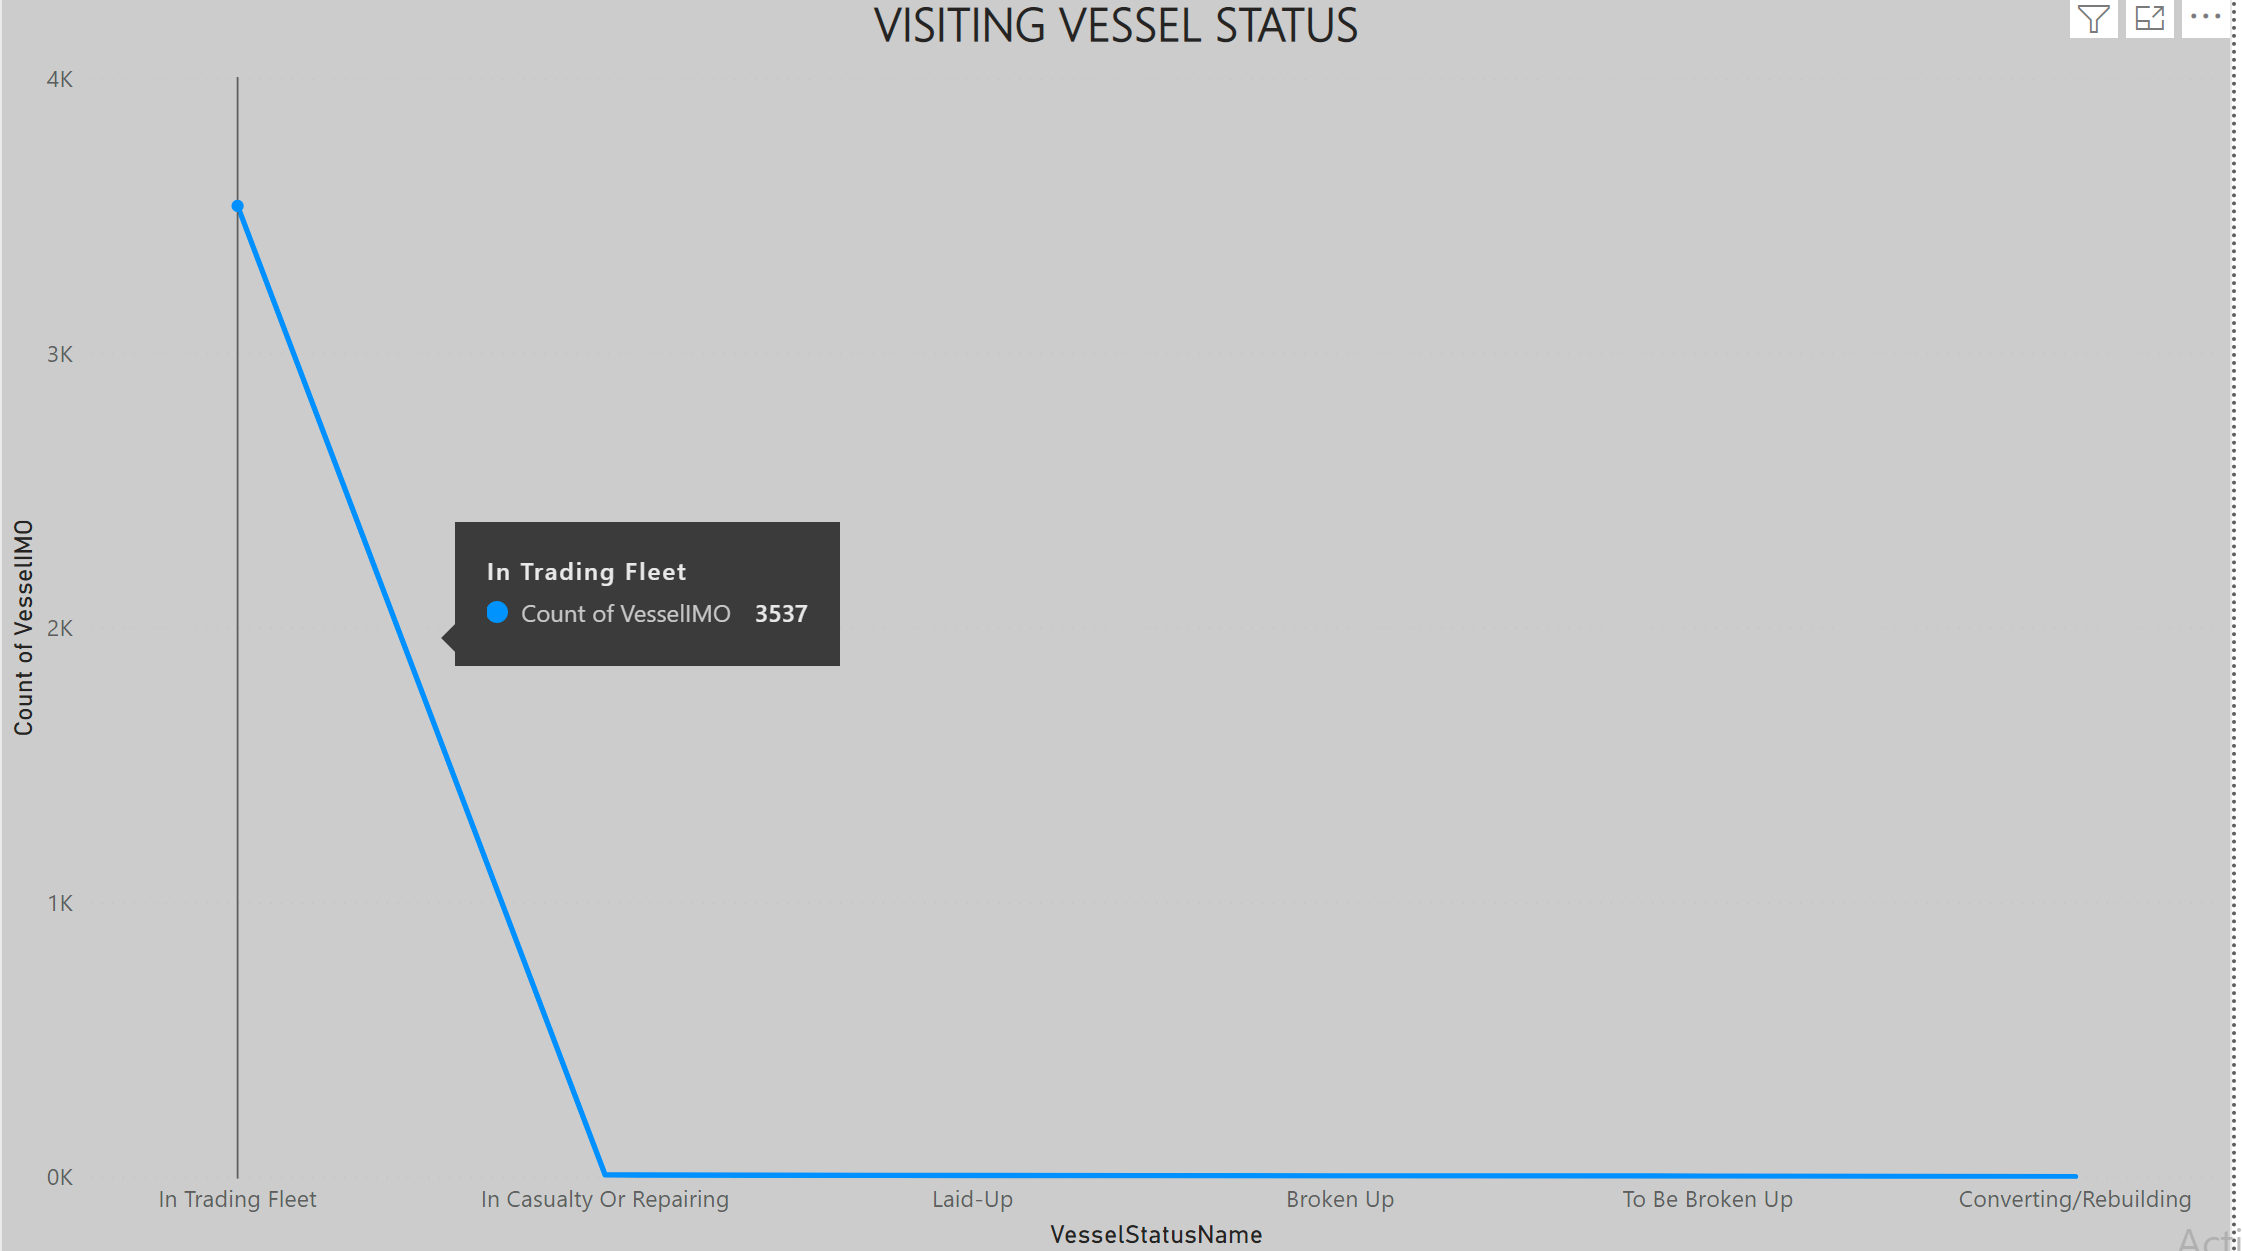 VISITING VESSEL STATUS
4K
3K
2K
1K
0K
Count of VesselIMO
In Trading Fleet
Count of VesselIMO 3537
In Trading Fleet
In Casualty Or Repairing
Laid-Up
Broken Up
To Be Broken Up
Converting/Rebuilding
VesselStatusName